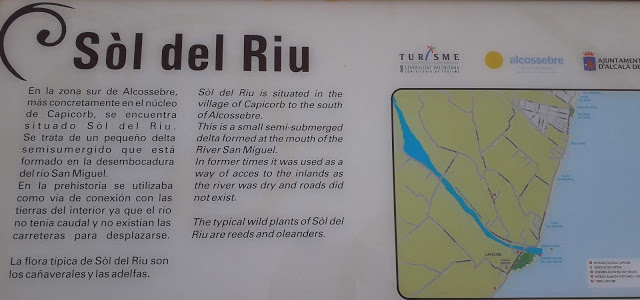 Sòl del Riu
TURISME
GENERALITAT VALENCIANA
alcossebre
AJUNTAMENT
D'ALCALÀ DE
En la zona sur de Alcossebre,
más concretamente en el núcleo
de Capicorb, se encuentra
situado Sòl del Riu.
Se trata de un pequeño delta
semisumergido que está
formado en la desembocadura
del río San Miguel.
En la prehistoria se utilizaba
como vía de conexión con las
tierras del interior ya que el río
no tenía caudal y no existían las
carreteras para desplazarse.
La flora típica de Sòl del Riu son
los cañaverales y las adelfas.
Sòl del Riu is situated in the
village of Capicorb to the south
of Alcossebre.
This is a small semi-submerged
delta formed at the mouth of the
River San Miguel.
In former times it was used as a
way of acces to the inlands as
the river was dry and roads did
not exist.
The typical wild plants of Sòl del
Riu are reeds and oleanders.